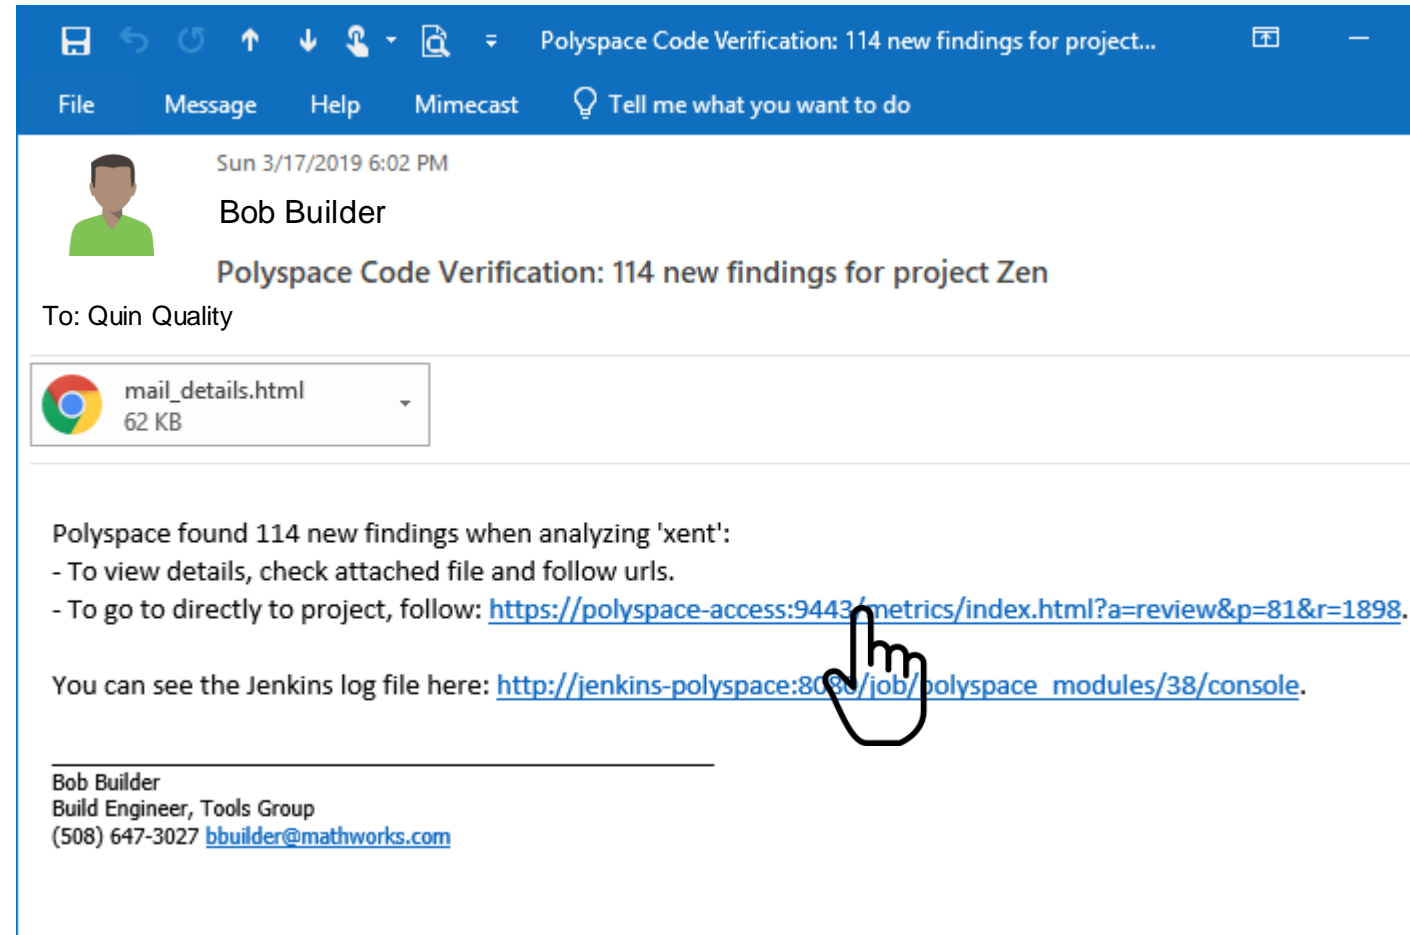 Polyspace Code Verification: 114 new findings for project...
File Message Help Mimecast Tell me what you want to do
Sun 3/17/2019 6:02 PM
Bob Builder
Polyspace Code Verification: 114 new findings for project Zen
To: Quin Quality
mail_details.html
62 KB
Polyspace found 114 new findings when analyzing 'xent':
- To view details, check attached file and follow urls.
- To go to directly to project, follow: https://polyspace-access:9443/metrics/index.html?a=review&p=81&r=1898.
You can see the Jenkins log file here: http://jenkins-polyspace:8080/job/polyspace_modules/38/console.
Bob Builder
Build Engineer, Tools Group
(508) 647-3027 bbuilder@mathworks.com